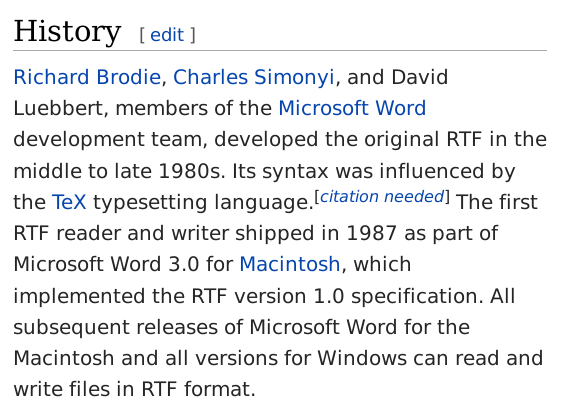 History [ edit ]
Richard Brodie, Charles Simonyi, and David
Luebbert, members of the Microsoft Word
development team, developed the original RTF in the
middle to late 1980s. Its syntax was influenced by
the TeX typesetting language.[citation needed] The first
RTF reader and writer shipped in 1987 as part of
Microsoft Word 3.0 for Macintosh, which
implemented the RTF version 1.0 specification. All
subsequent releases of Microsoft Word for the
Macintosh and all versions for Windows can read and
write files in RTF format.